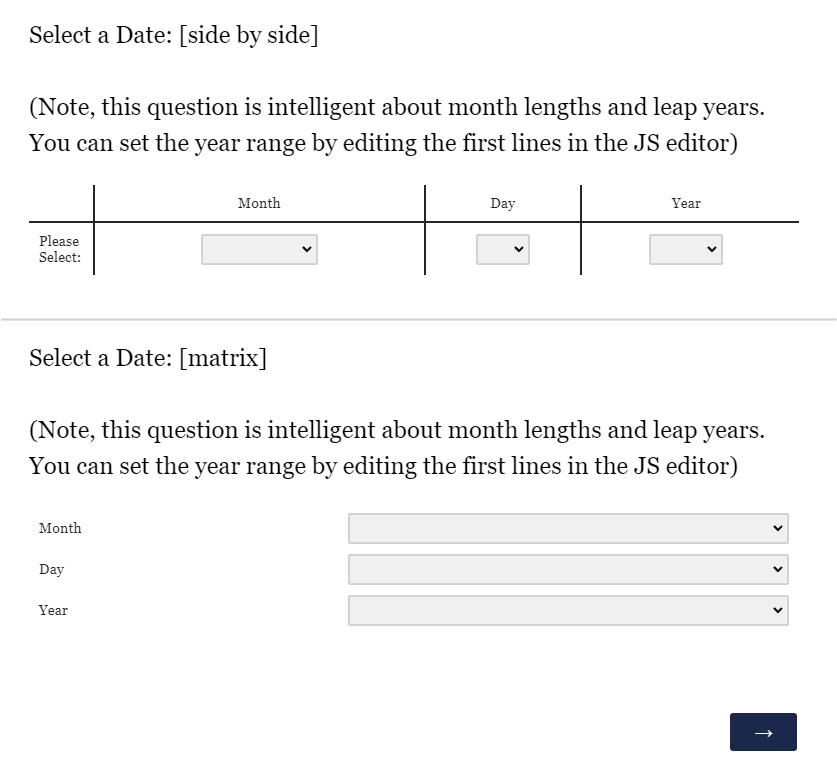 Select a Date: [side by side]
(Note, this question is intelligent about month lengths and leap years.
You can set the year range by editing the first lines in the JS editor)
Month Day Year
Please
Select:
Select a Date: [matrix]
(Note, this question is intelligent about month lengths and leap years.
You can set the year range by editing the first lines in the JS editor)
Month
Day
Year
→